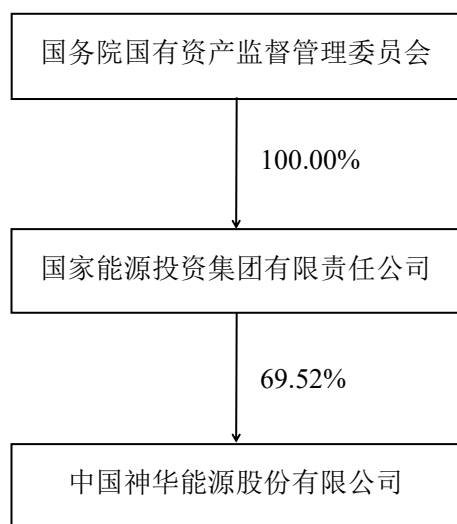 国务院国有资产监督管理委员会
100.00%
国家能源投资集团有限责任公司
69.52%
中国神华能源股份有限公司